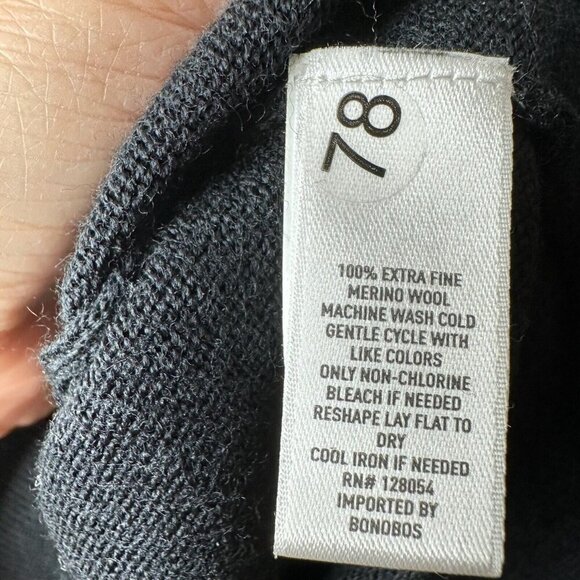 78
100% EXTRA FINE
MERINO WOOL
MACHINE WASH COLD
GENTLE CYCLE WITH
LIKE COLORS
ONLY NON-CHLORINE
BLEACH IF NEEDED
RESHAPE LAY FLAT TO
DRY
COOL IRON IF NEEDED
RN# 128054
IMPORTED BY
BONOBOS